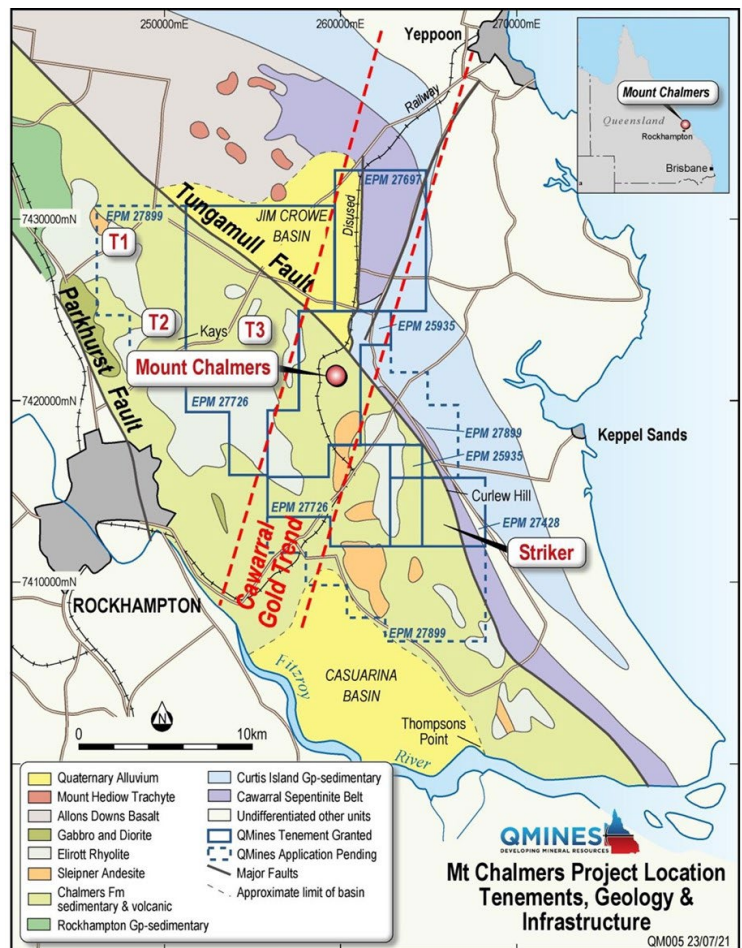 250000mE
260000mE
270000mE
Yeppoon
Railway
Mount Chalmers
Queensland
Rockhampton
Brisbane
EPM 27697
7430000mN
EPM 27899
T1
Tungamull Fault
JIM CROWE
BASIN
Disused
Parkhurst Fault
T2
Kays
T3
EPM 25935
Mount Chalmers
7420000mN
EPM 27726
EPM 27899
EPM 25935
Keppel Sands
Curlew Hill
EPM 27726
EPM 27428
Striker
Cawarral
Gold Trend
7410000mN
ROCKHAMPTON
EPM 27899
Fitzroy
CASUARINA
BASIN
N
0
10km
Thompsons
Point
River
Quaternary Alluvium
Mount Hediow Trachyte
Allons Downs Basalt
Gabbro and Diorite
Elirott Rhyolite
Sleipner Andesite
Chalmers Fm
sedimentary & volcanic
Rockhampton Gp-sedimentary
Curtis Island Gp-sedimentary
Cawarral Sepentinite Belt
Undifferentiated other units
QMines Tenement Granted
QMines Application Pending
Major Faults
Approximate limit of basin
QMINES
DEVELOPING MINERAL RESOURCES
Mt Chalmers Project Location
Tenements, Geology &
Infrastructure
QM005 23/07/21